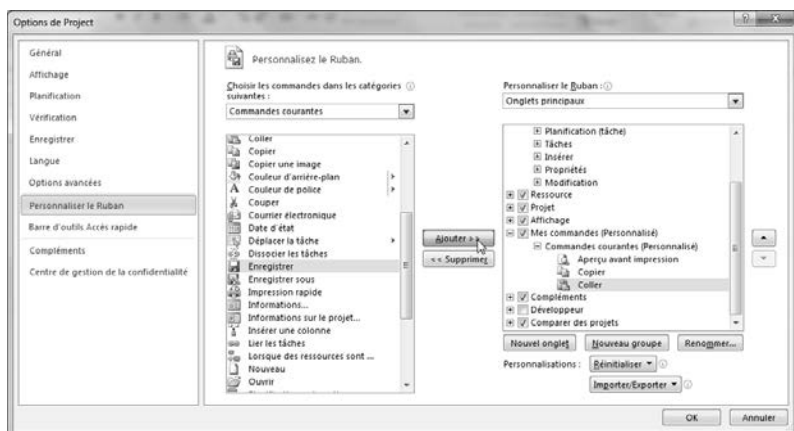 Options de Project
Général
Affichage
Planification
Vérification
Enregistrer
Langue
Options avancées
Personnaliser le Ruban
Barre d'outils Accès rapide
Compléments
Centre de gestion de la confidentialité
Personnalisez le Ruban.
Choisir les commandes dans les catégories
suivantes :
Commandes courantes
Coller
Copier
Copier une image
Couleur d'arrière-plan
Couleur de police
Couper
Courrier électronique
Date d'état
Déplacer la tâche
Dissocier les tâches
Enregistrer
Enregistrer sous
Impression rapide
Informations...
Informations sur le projet...
Insérer une colonne
Lier les tâches
Lorsque des ressources sont ...
Nouveau
Ouvrir
Ajouter >>
<< Supprimer
Personnaliser le Ruban :
Onglets principaux
Planification (tâche)
Tâches
Insérer
Propriétés
Modification
Ressource
Projet
Affichage
Mes commandes (Personnalisé)
Commandes courantes (Personnalisé)
Aperçu avant impression
Copier
Coller
Compléments
Développeur
Comparer des projets
Nouvel onglet
Nouveau groupe
Renommer...
Personnalisations :
Réinitialiser
Importer/Exporter
OK
Annuler